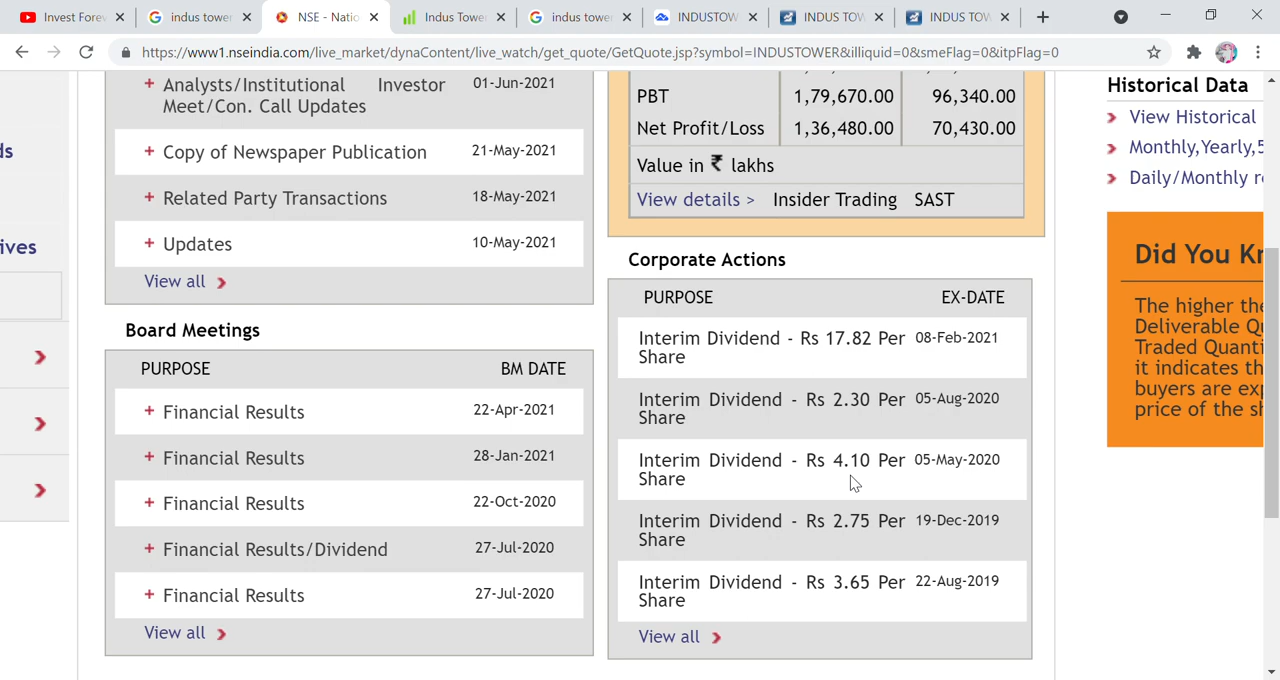 Invest Forev
indus tower
NSE - Natio
Indus Towe
indus tower
INDUSTOW
INDUS TOW
INDUS TOW
https://www1.nseindia.com/live_market/dynaContent/live_watch/get_quote/GetQuote.jsp?symbol=INDUSTOWER&illiquid=0&smeFlag=0&itpFlag=0
ds
ives
+ Analysts/Institutional Investor 01-Jun-2021
Meet/Con. Call Updates
+ Copy of Newspaper Publication 21-May-2021
+ Related Party Transactions 18-May-2021
+ Updates 10-May-2021
View all
Board Meetings
PURPOSE BM DATE
+ Financial Results 22-Apr-2021
+ Financial Results 28-Jan-2021
+ Financial Results 22-Oct-2020
+ Financial Results/Dividend 27-Jul-2020
+ Financial Results 27-Jul-2020
View all
PBT 1,79,670.00 96,340.00
Net Profit/Loss 1,36,480.00 70,430.00
Value in ₹ lakhs
View details > Insider Trading SAST
Corporate Actions
PURPOSE EX-DATE
Interim Dividend - Rs 17.82 Per 08-Feb-2021
Share
Interim Dividend - Rs 2.30 Per 05-Aug-2020
Share
Interim Dividend - Rs 4.10 Per 05-May-2020
Share
Interim Dividend - Rs 2.75 Per 19-Dec-2019
Share
Interim Dividend - Rs 3.65 Per 22-Aug-2019
Share
View all
Historical Data
View Historical
Monthly,Yearly,5
Daily/Monthly r
Did You Kn
The higher the
Deliverable Q
Traded Quanti
it indicates th
buyers are exp
price of the sh